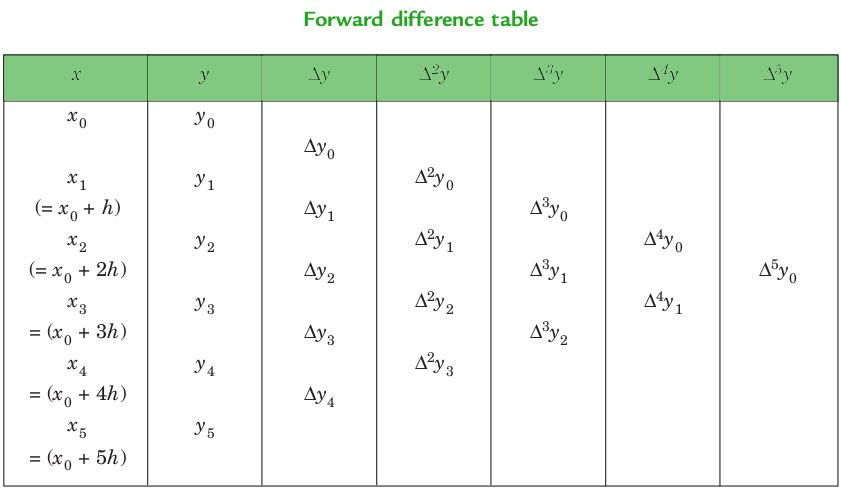 Forward difference table
x y Δy Δ²y Δ³y Δ⁴y Δ⁵y
x₀ y₀
Δy₀
x₁ y₁ Δ²y₀
(= x₀ + h) Δy₁ Δ³y₀
x₂ y₂ Δ²y₁ Δ⁴y₀
(= x₀ + 2h) Δy₂ Δ³y₁ Δ⁵y₀
x₃ y₃ Δ²y₂ Δ⁴y₁
= (x₀ + 3h) Δy₃ Δ³y₂
x₄ y₄ Δ²y₃
= (x₀ + 4h) Δy₄
x₅ y₅
= (x₀ + 5h)